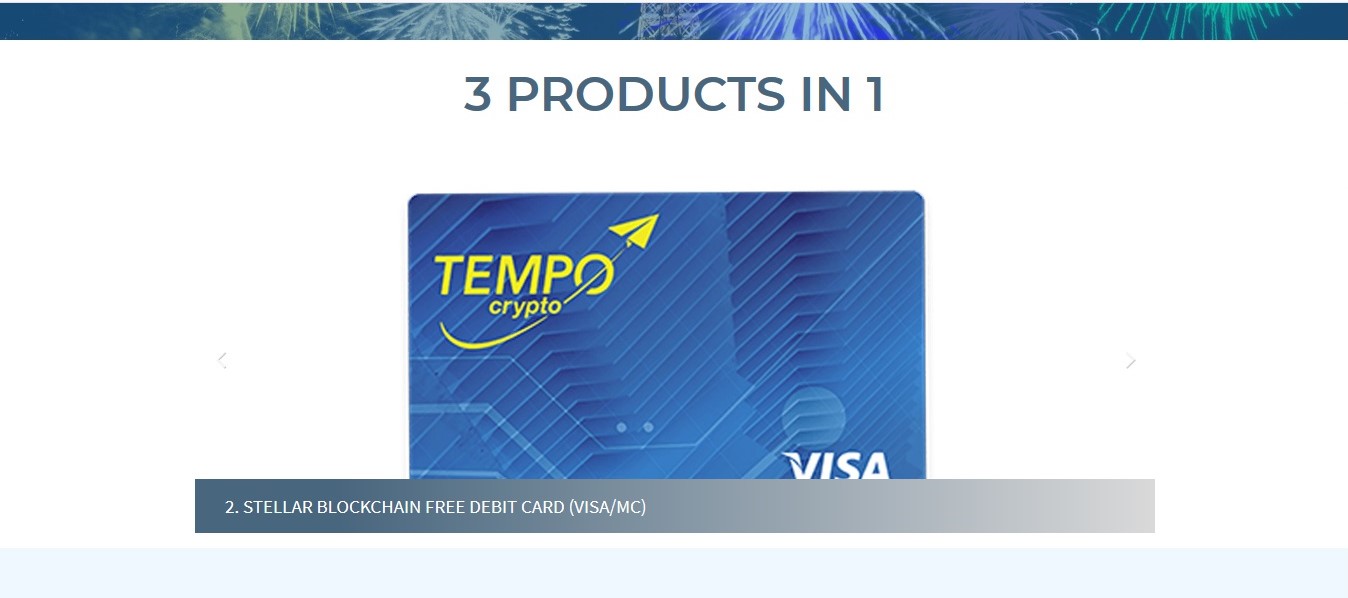 3 PRODUCTS IN 1
TEMPO
crypto
VISA
2. STELLAR BLOCKCHAIN FREE DEBIT CARD (VISA/MC)